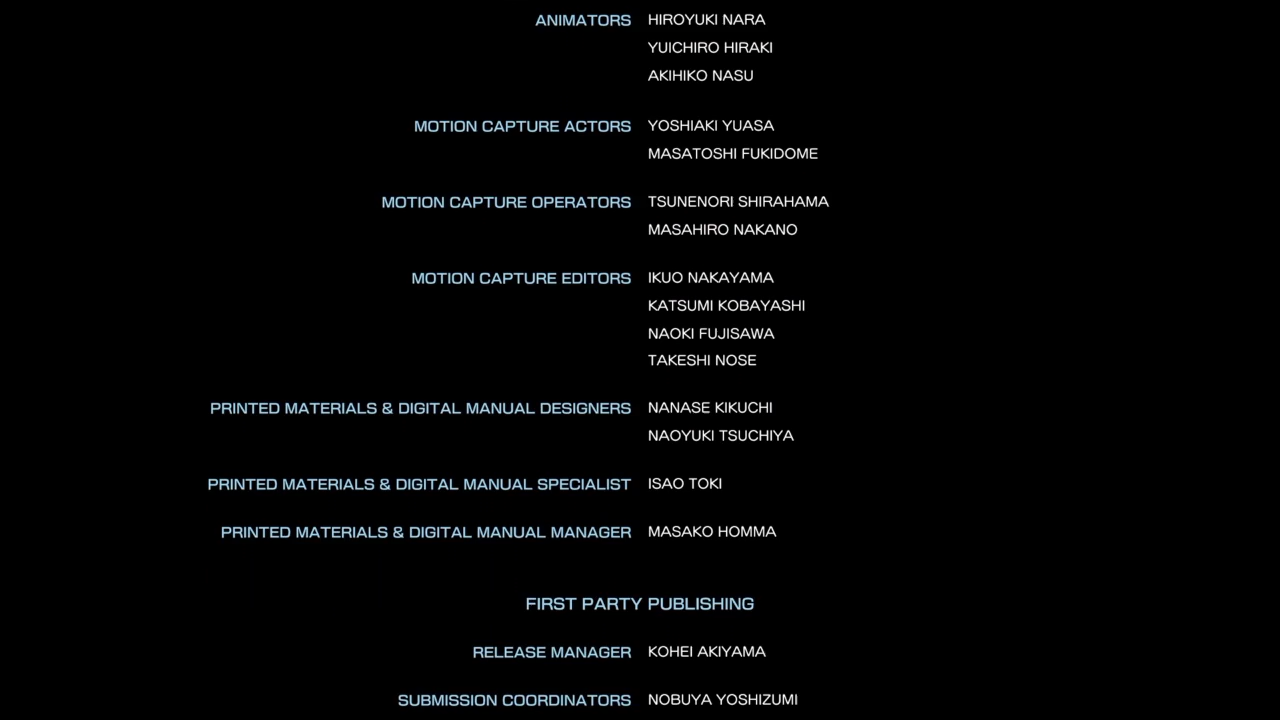 ANIMATORS HIROYUKI NARA
YUICHIRO HIRAKI
AKIHIKO NASU
MOTION CAPTURE ACTORS YOSHIAKI YUASA
MASATOSHI FUKIDOME
MOTION CAPTURE OPERATORS TSUNENORI SHIRAHAMA
MASAHIRO NAKANO
MOTION CAPTURE EDITORS IKUO NAKAYAMA
KATSUMI KOBAYASHI
NAOKI FUJISAWA
TAKESHI NOSE
PRINTED MATERIALS & DIGITAL MANUAL DESIGNERS NANASE KIKUCHI
NAOYUKI TSUCHIYA
PRINTED MATERIALS & DIGITAL MANUAL SPECIALIST ISAO TOKI
PRINTED MATERIALS & DIGITAL MANUAL MANAGER MASAKO HOMMA
FIRST PARTY PUBLISHING
RELEASE MANAGER KOHEI AKIYAMA
SUBMISSION COORDINATORS NOBUYA YOSHIZUMI